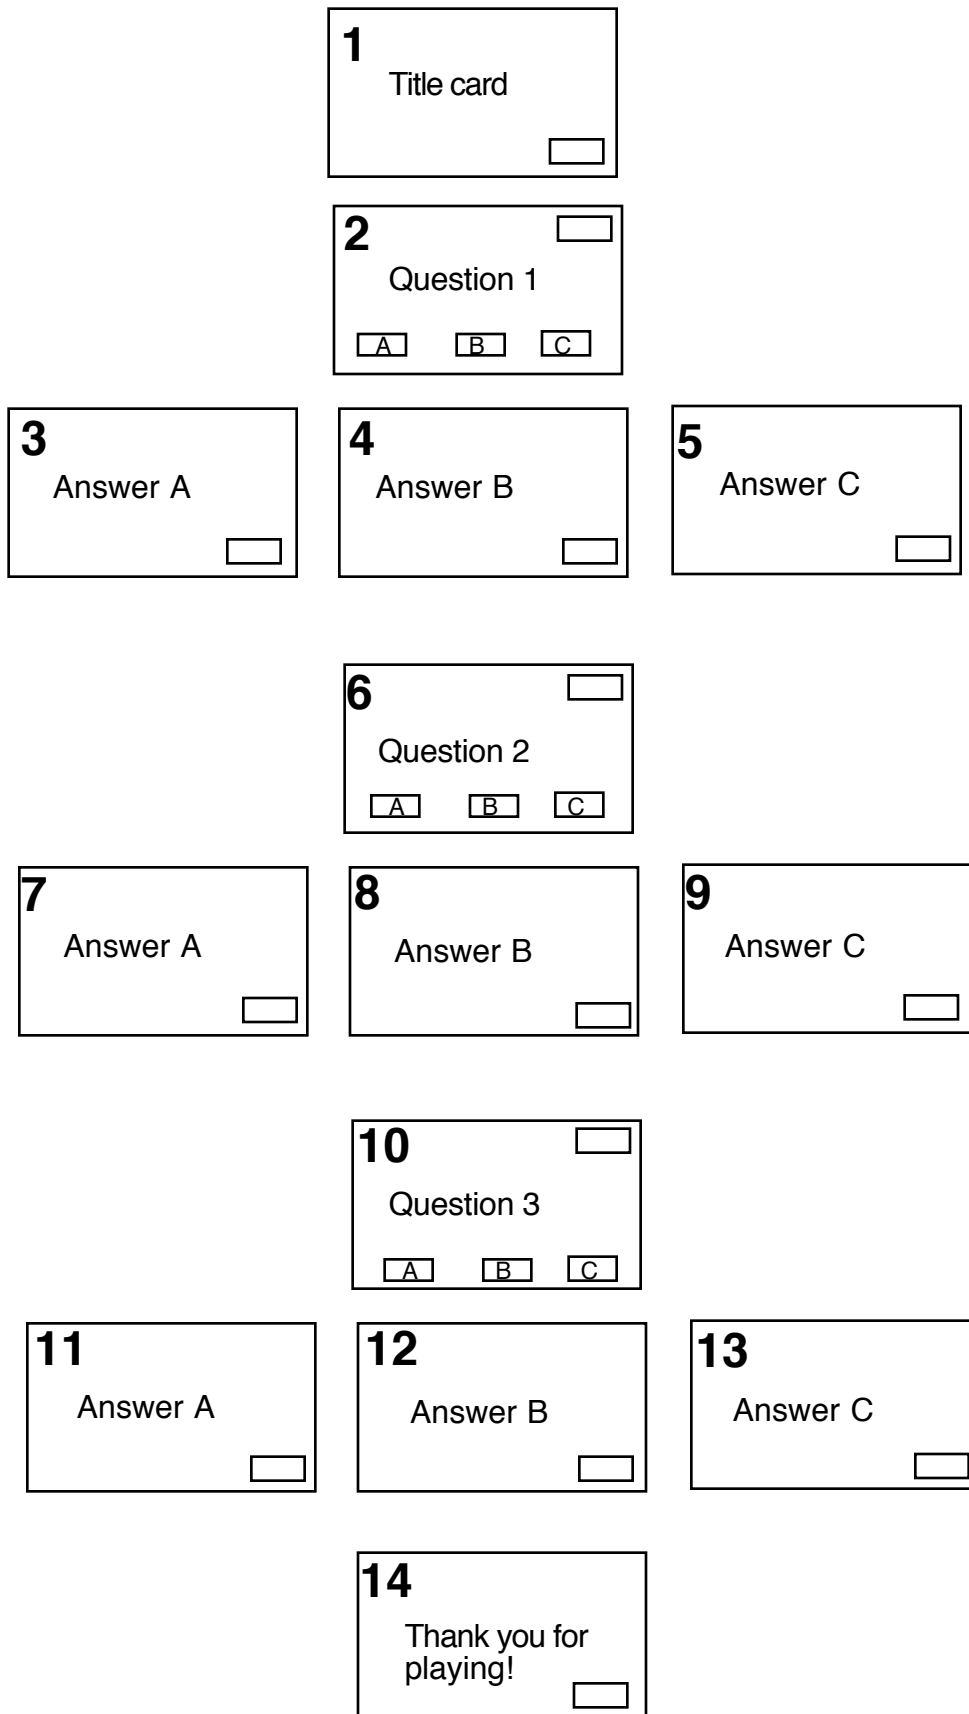 1
Title card
2
Question 1
A B C
3
Answer A
4
Answer B
5
Answer C
6
Question 2
A B C
7
Answer A
8
Answer B
9
Answer C
10
Question 3
A B C
11
Answer A
12
Answer B
13
Answer C
14
Thank you for
playing!